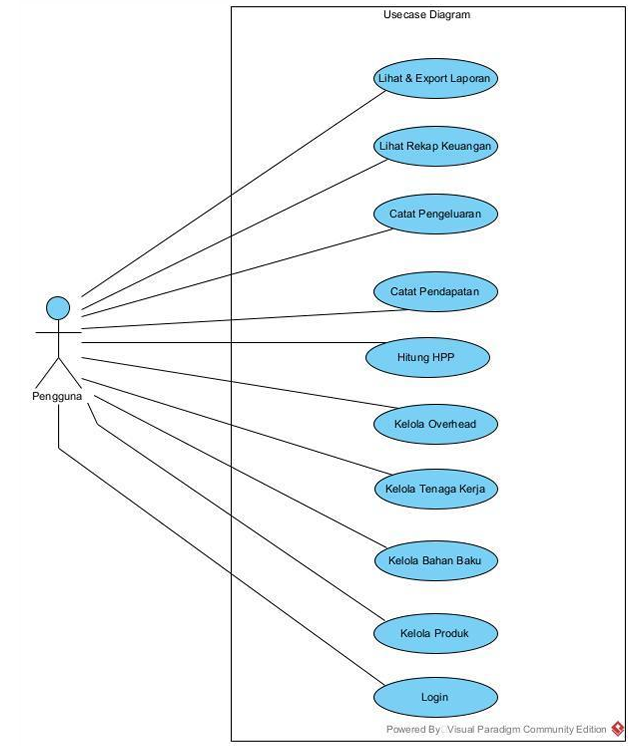 Usecase Diagram
Lihat & Export Laporan
Lihat Rekap Keuangan
Catat Pengeluaran
Catat Pendapatan
Hitung HPP
Pengguna
Kelola Overhead
Kelola Tenaga Kerja
Kelola Bahan Baku
Kelola Produk
Login
Powered By: Visual Paradigm Community Edition